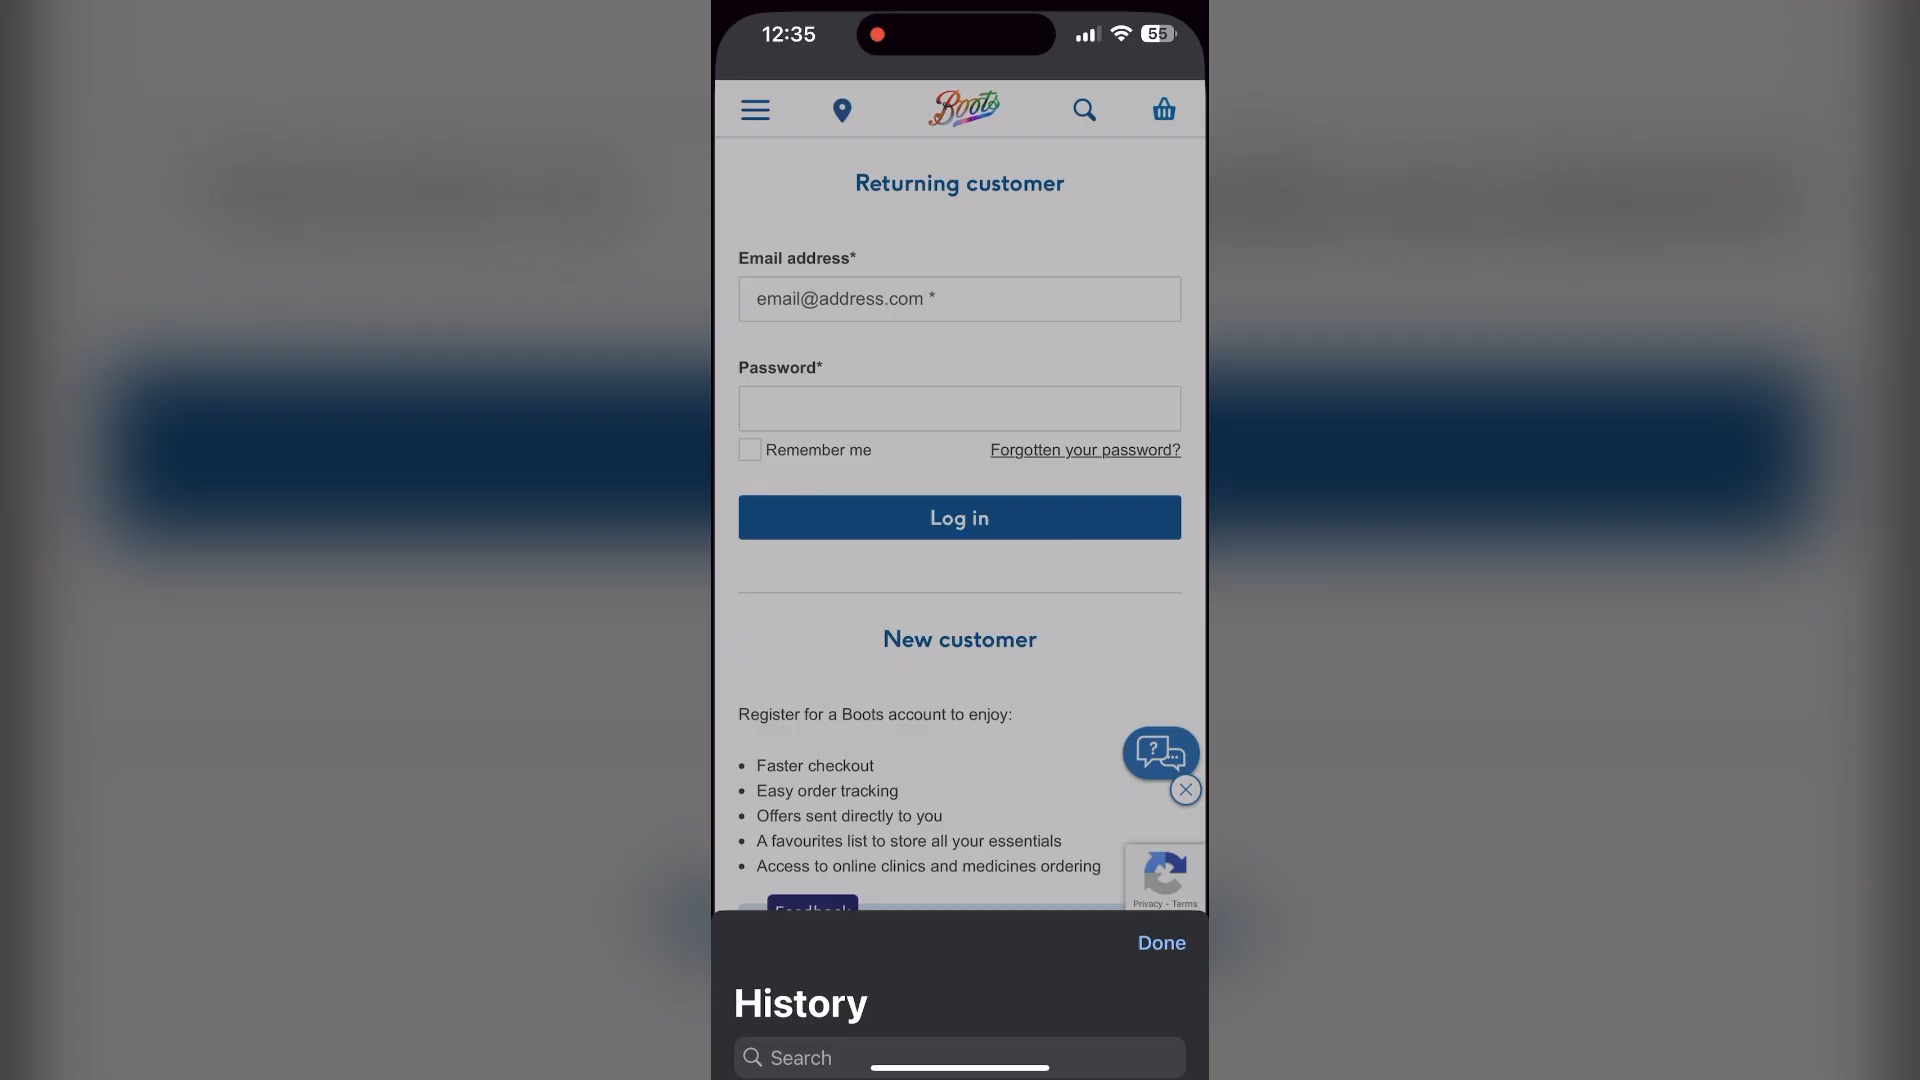 12:35
55
Boots
Returning customer
Email address*
email@address.com *
Password*
Remember me
Forgotten your password?
Log in
New customer
Register for a Boots account to enjoy:
Faster checkout
Easy order tracking
Offers sent directly to you
A favourites list to store all your essentials
Access to online clinics and medicines ordering
Privacy - Terms
Feedback
Done
History
Search